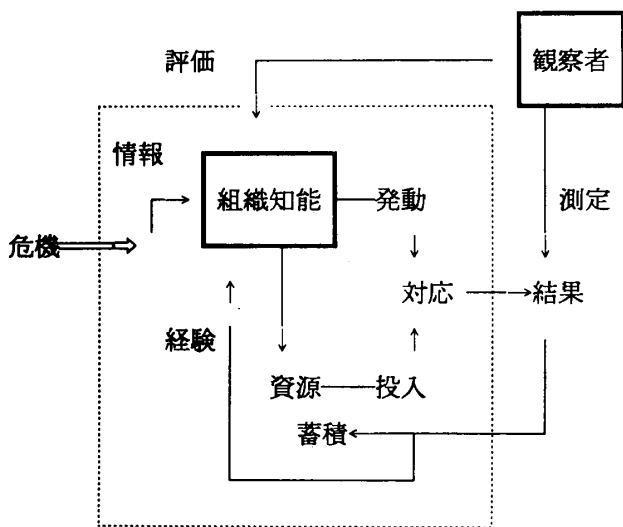 評価
観察者
情報
組織知能
発動
測定
危機
対応
結果
経験
資源
投入
蓄積